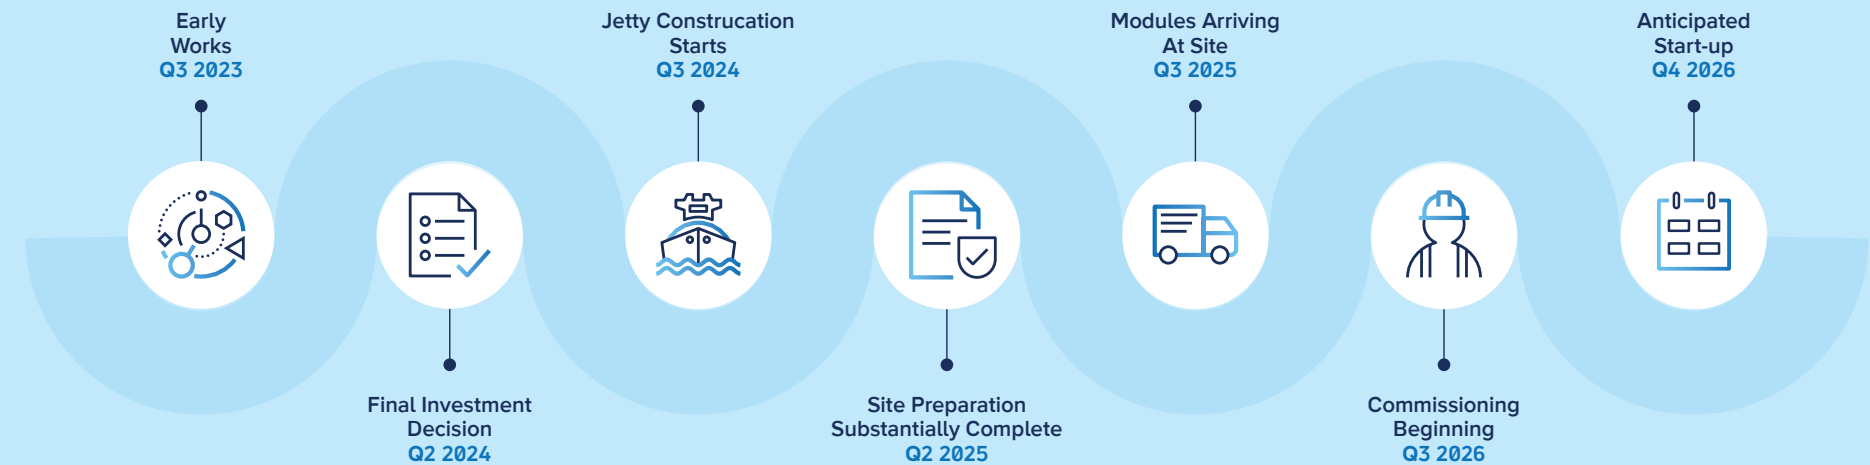 Early
Works
Q3 2023
Final Investment
Decision
Q2 2024
Jetty Construcation
Starts
Q3 2024
Site Preparation
Substantially Complete
Q2 2025
Modules Arriving
At Site
Q3 2025
Commissioning
Beginning
Q3 2026
Anticipated
Start-up
Q4 2026